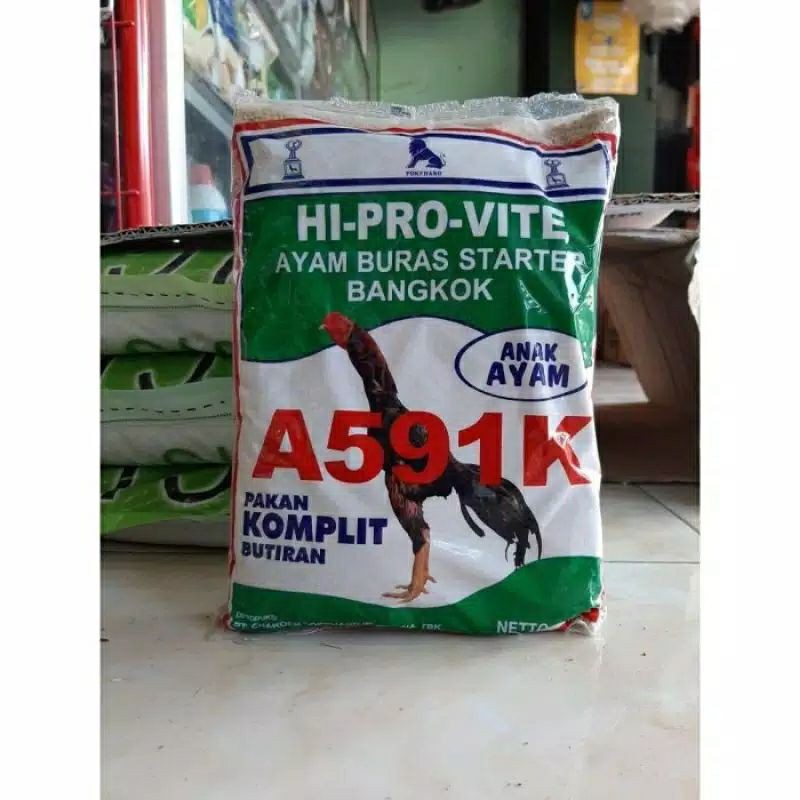 POKPHAND
HI-PRO-VITE
AYAM BURAS STARTER
BANGKOK
ANAK
AYAM
A591K
PAKAN
KOMPLIT
BUTIRAN
NETTO